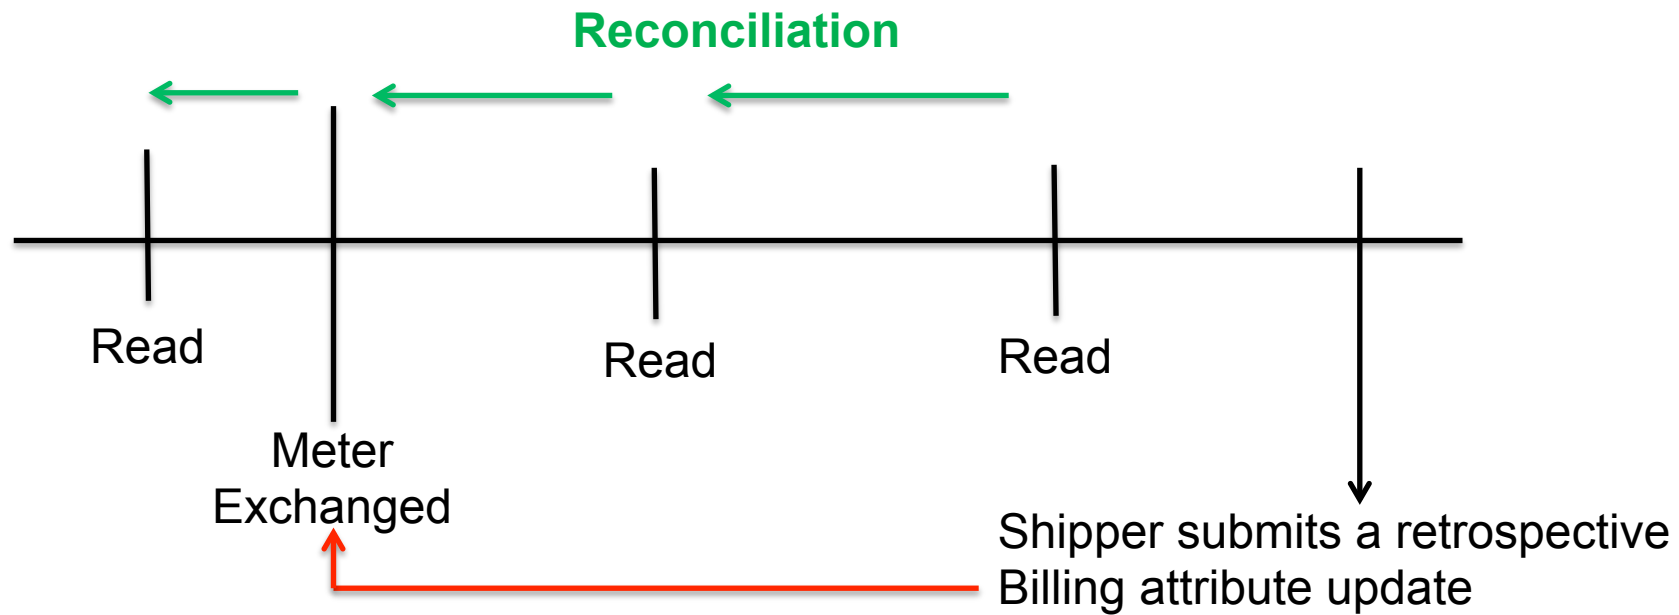 Reconciliation
Read
Read
Read
Meter
Exchanged
Shipper submits a retrospective
Billing attribute update